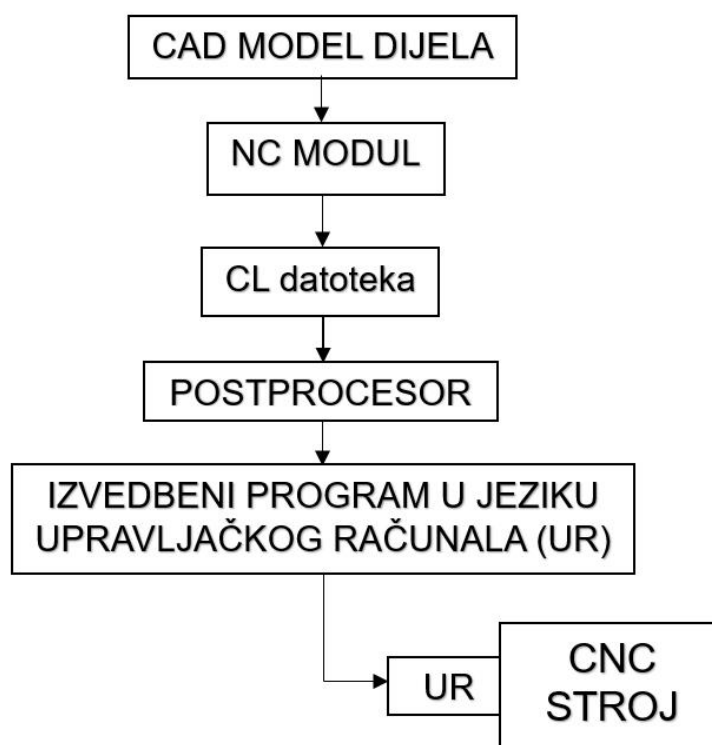 CAD MODEL DIJELA
NC MODUL
CL datoteka
POSTPROCESOR
IZVEDBENI PROGRAM U JEZIKU
UPRAVLJAČKOG RAČUNALA (UR)
UR
CNC
STROJ